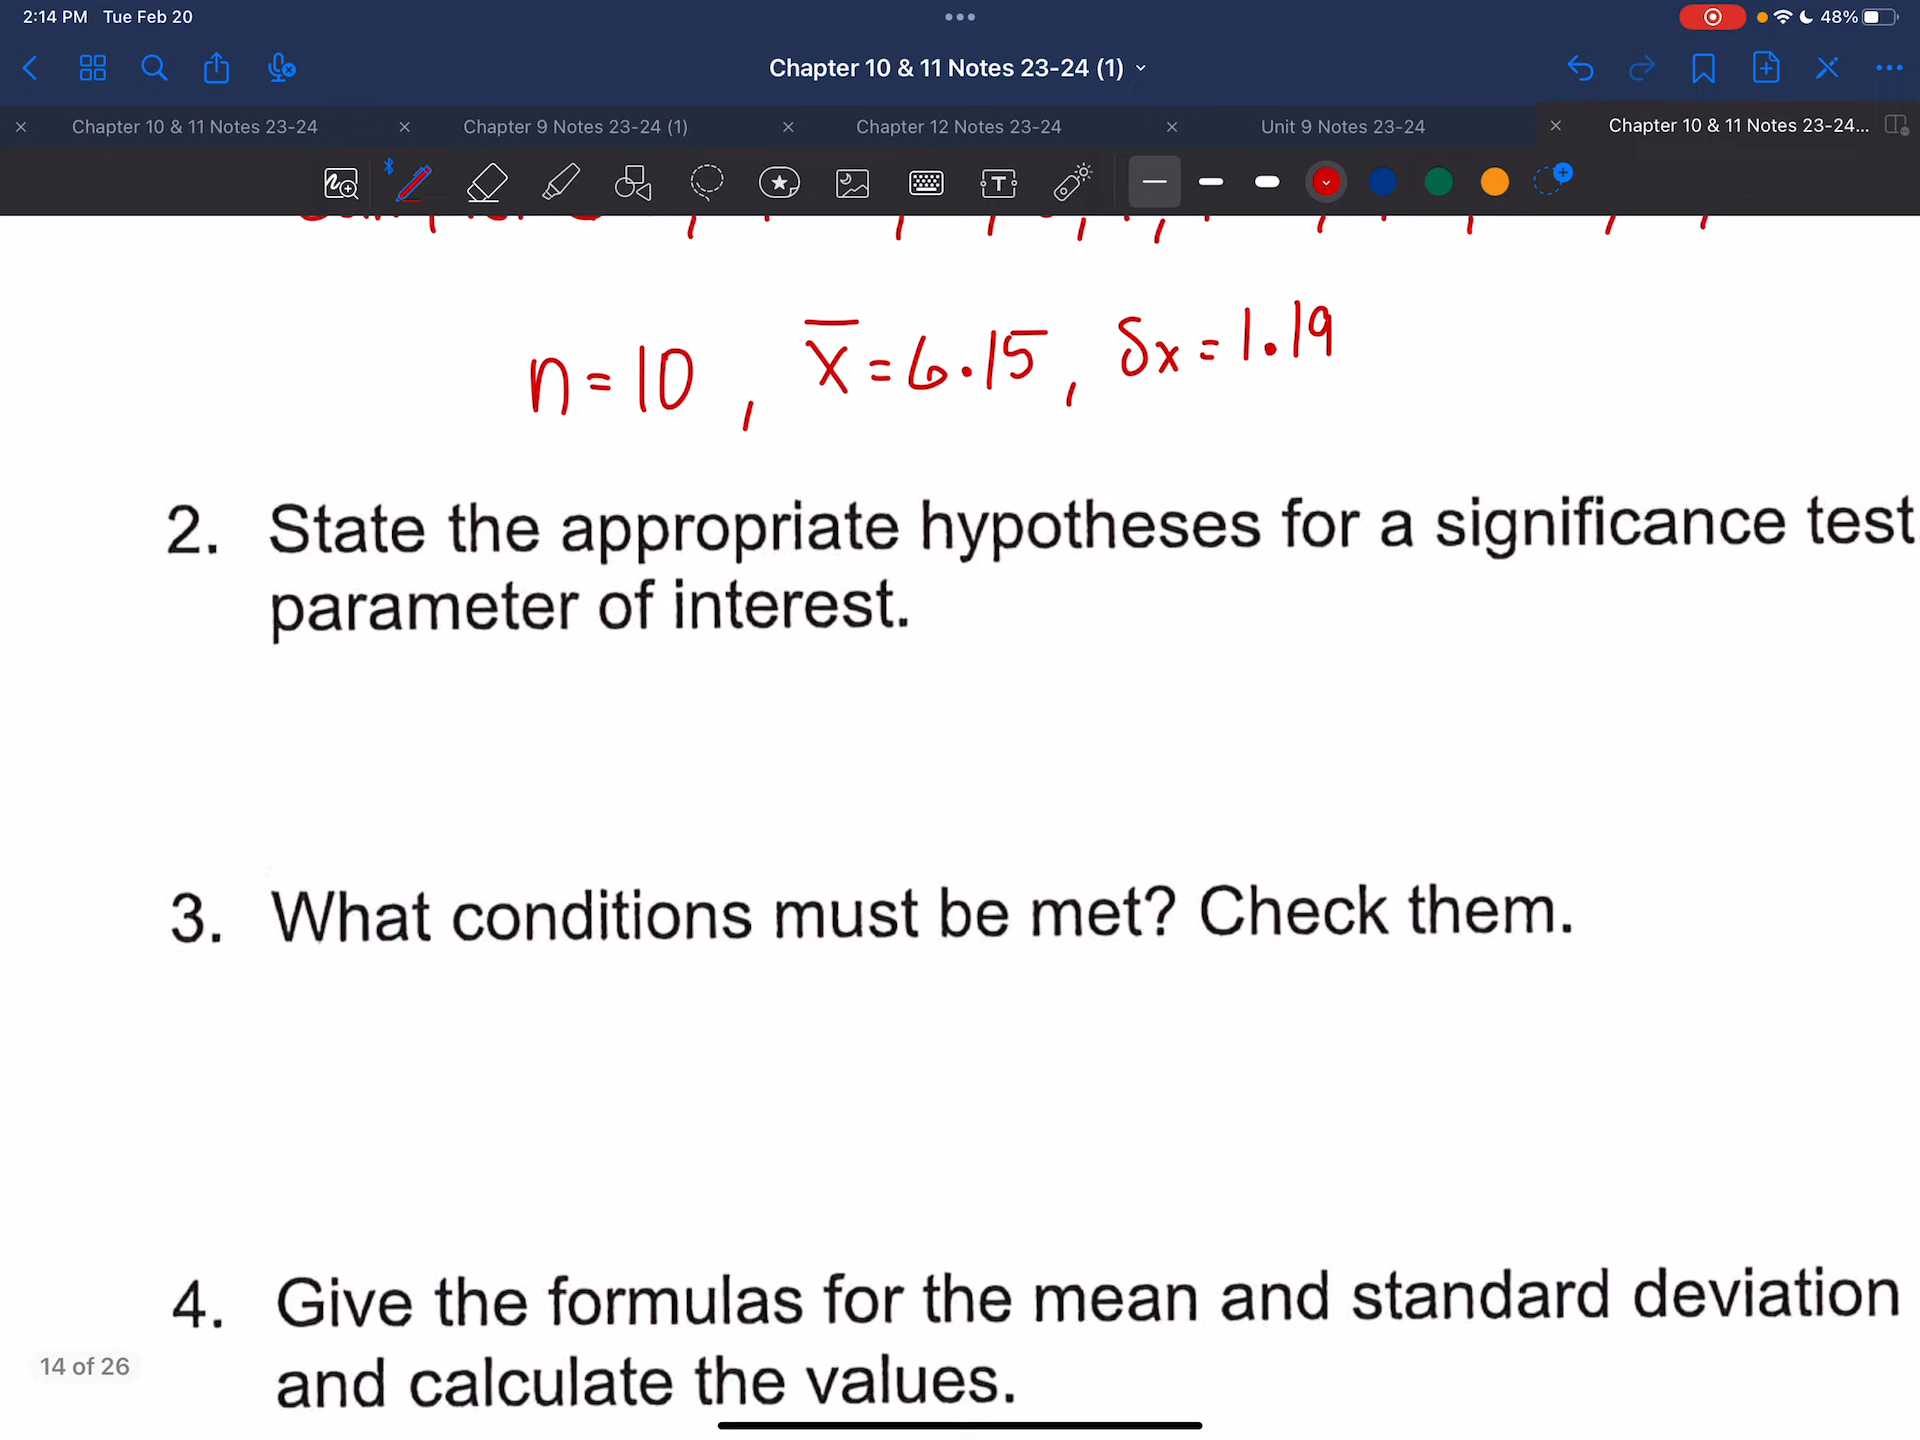 2:14 PM Tue Feb 20
48%
Chapter 10 & 11 Notes 23-24 (1)
Chapter 10 & 11 Notes 23-24
Chapter 9 Notes 23-24 (1)
Chapter 12 Notes 23-24
Unit 9 Notes 23-24
Chapter 10 & 11 Notes 23-24...
n = 10 , x̄ = 6.15 , Sx = 1.19
2. State the appropriate hypotheses for a significance test
parameter of interest.
3. What conditions must be met? Check them.
4. Give the formulas for the mean and standard deviation
and calculate the values.
14 of 26